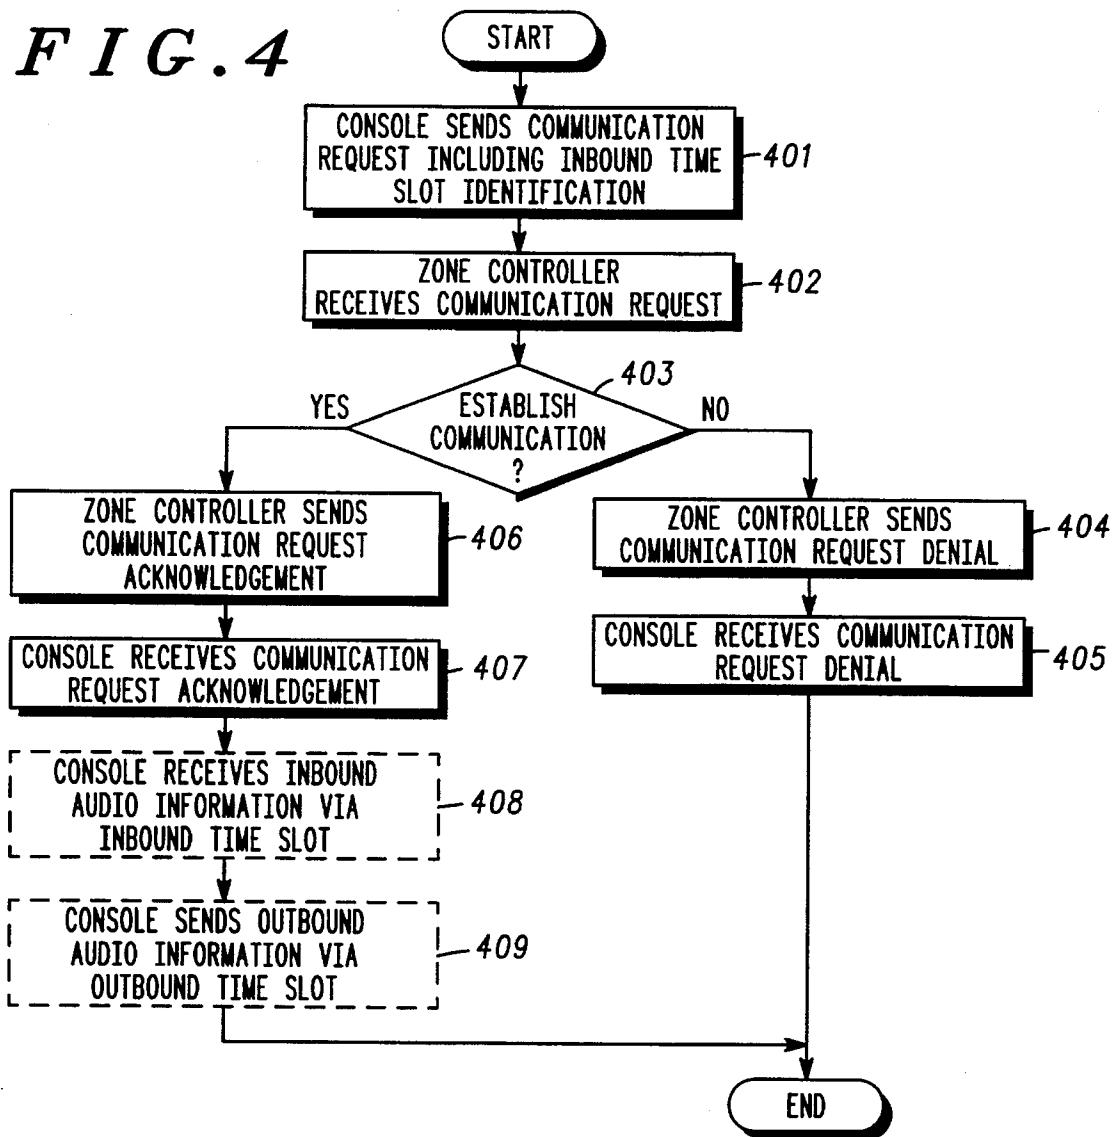 FIG.4
START
CONSOLE SENDS COMMUNICATION
REQUEST INCLUDING INBOUND TIME
SLOT IDENTIFICATION
401
ZONE CONTROLLER
RECEIVES COMMUNICATION REQUEST
402
403
YES
ESTABLISH
COMMUNICATION
?
NO
ZONE CONTROLLER SENDS
COMMUNICATION REQUEST
ACKNOWLEDGEMENT
406
ZONE CONTROLLER SENDS
COMMUNICATION REQUEST DENIAL
404
CONSOLE RECEIVES COMMUNICATION
REQUEST ACKNOWLEDGEMENT
407
CONSOLE RECEIVES COMMUNICATION
REQUEST DENIAL
405
CONSOLE RECEIVES INBOUND
AUDIO INFORMATION VIA
INBOUND TIME SLOT
408
CONSOLE SENDS OUTBOUND
AUDIO INFORMATION VIA
OUTBOUND TIME SLOT
409
END